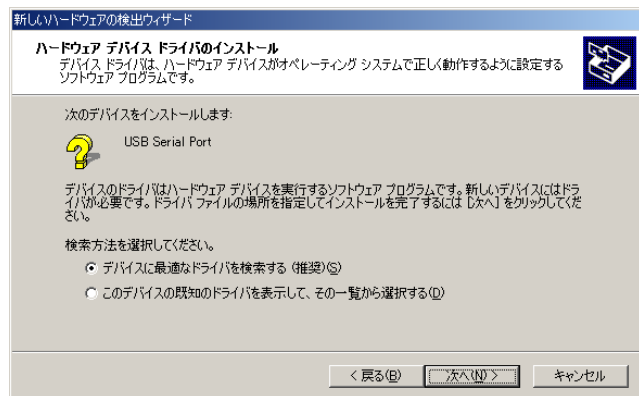 新しいハードウェアの検出ウィザード
ハードウェア デバイス ドライバのインストール
デバイス ドライバは、ハードウェア デバイスがオペレーティング システムで正しく動作するように設定する
ソフトウェア プログラムです。
次のデバイスをインストールします:
USB Serial Port
デバイスのドライバはハードウェア デバイスを実行するソフトウェア プログラムです。新しいデバイスにはドラ
イバが必要です。ドライバ ファイルの場所を指定してインストールを完了するには [次へ] をクリックしてくだ
さい。
検索方法を選択してください。
デバイスに最適なドライバを検索する (推奨)(S)
このデバイスの既知のドライバを表示して、その一覧から選択する(D)
< 戻る(B) 次へ(N) > キャンセル